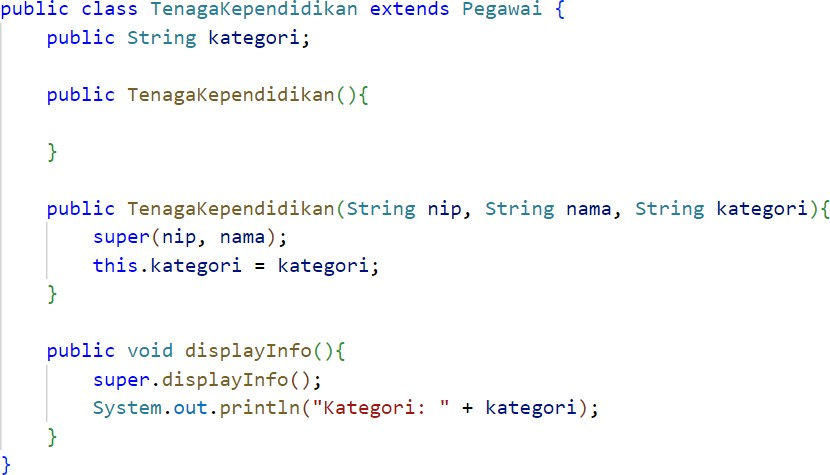 public class TenagaKependidikan extends Pegawai {
    public String kategori;

    public TenagaKependidikan(){

    }

    public TenagaKependidikan(String nip, String nama, String kategori){
        super(nip, nama);
        this.kategori = kategori;
    }

    public void displayInfo(){
        super.displayInfo();
        System.out.println("Kategori: " + kategori);
    }
}